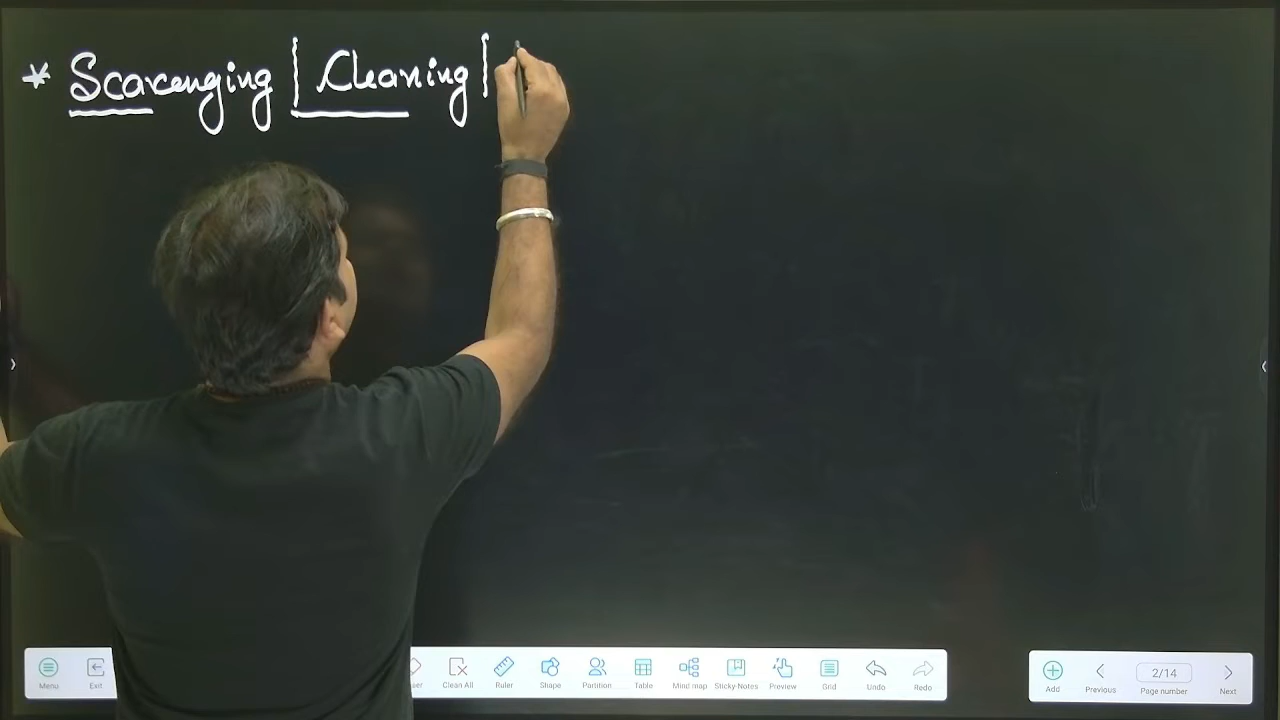 * Scavenging | Cleaning |
Menu Exit Clean All Ruler Shape Partition Table Mind map Sticky-Notes Preview Grid Undo Redo Add Previous 2/14 Page number Next